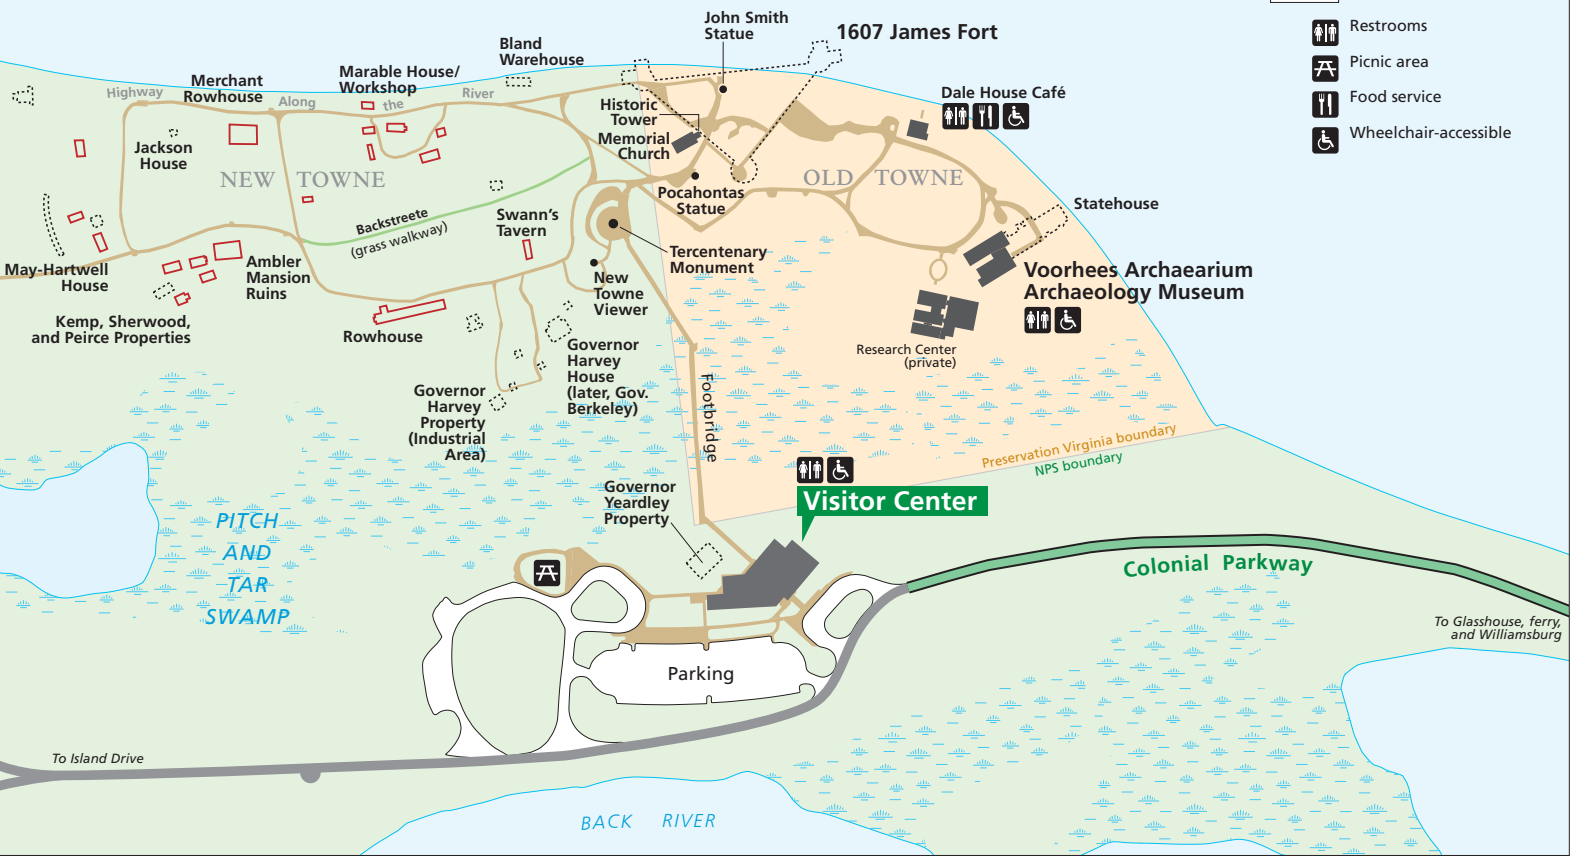 John Smith
Statue
1607 James Fort
Restrooms
Bland
Warehouse
Picnic area
Marable House/
Workshop
Merchant
Rowhouse
Highway
Along
the
River
Historic
Tower
Dale House Café
Food service
Jackson
House
Memorial
Church
Wheelchair-accessible
NEW TOWNE
OLD TOWNE
Pocahontas
Statue
Statehouse
Backstreete
(grass walkway)
Swann's
Tavern
May-Hartwell
House
Ambler
Mansion
Ruins
Tercentenary
Monument
New
Towne
Viewer
Voorhees Archaearium
Archaeology Museum
Kemp, Sherwood,
and Peirce Properties
Rowhouse
Research Center
(private)
Governor
Harvey
House
(later, Gov.
Berkeley)
Governor
Harvey
Property
(Industrial
Area)
Footbridge
Preservation Virginia boundary
NPS boundary
Governor
Yeardley
Property
Visitor Center
PITCH
AND
TAR
SWAMP
Colonial Parkway
To Glasshouse, ferry,
and Williamsburg
Parking
To Island Drive
BACK RIVER